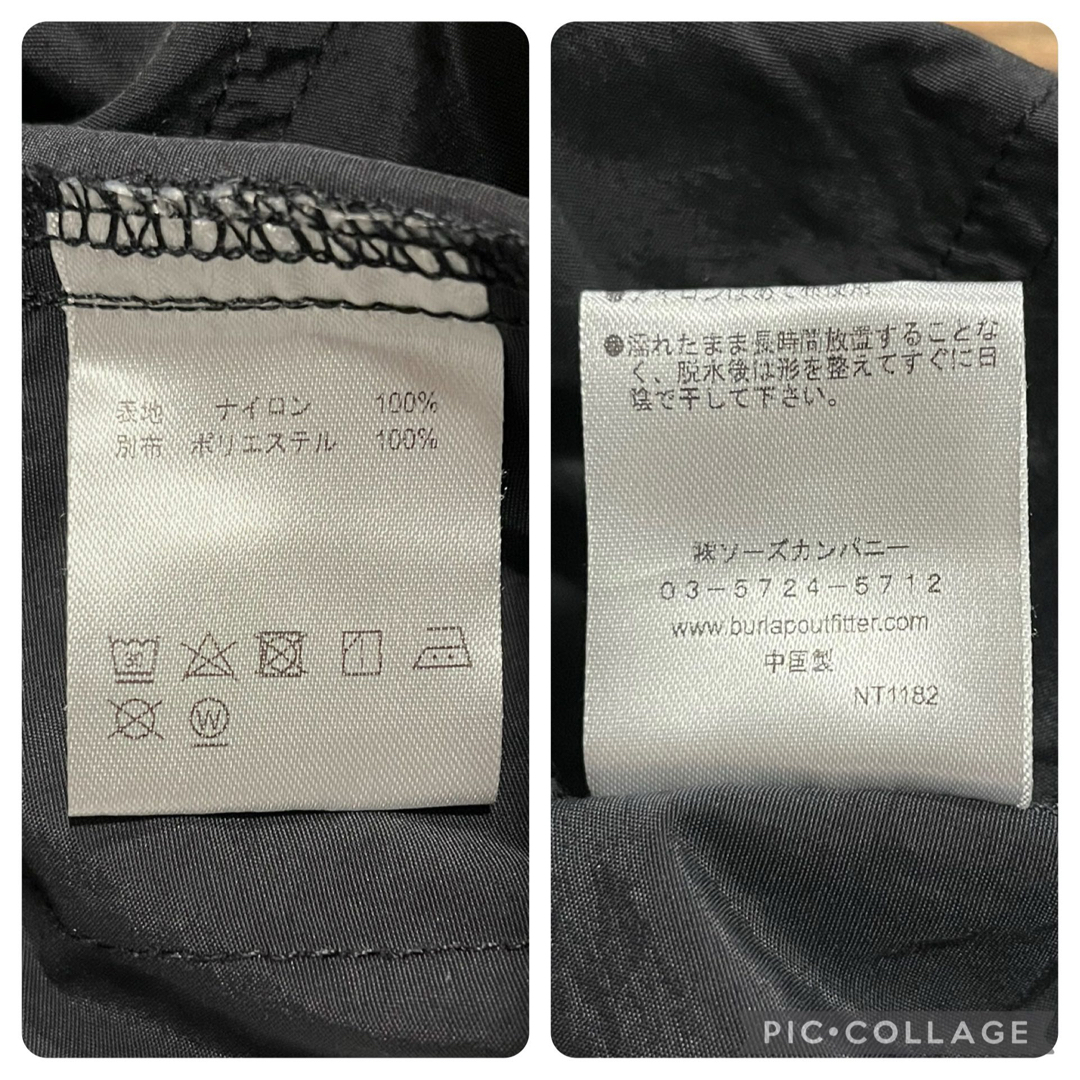 表地 ナイロン 100%
別布 ポリエステル 100%
30
W
●濡れたまま長時間放置することな
く、脱水後は形を整えてすぐに日
陰で干して下さい。
㈱ソーズカンパニー
03-5724-5712
www.burlapoutfitter.com
中国製
NT1182
PIC•COLLAGE